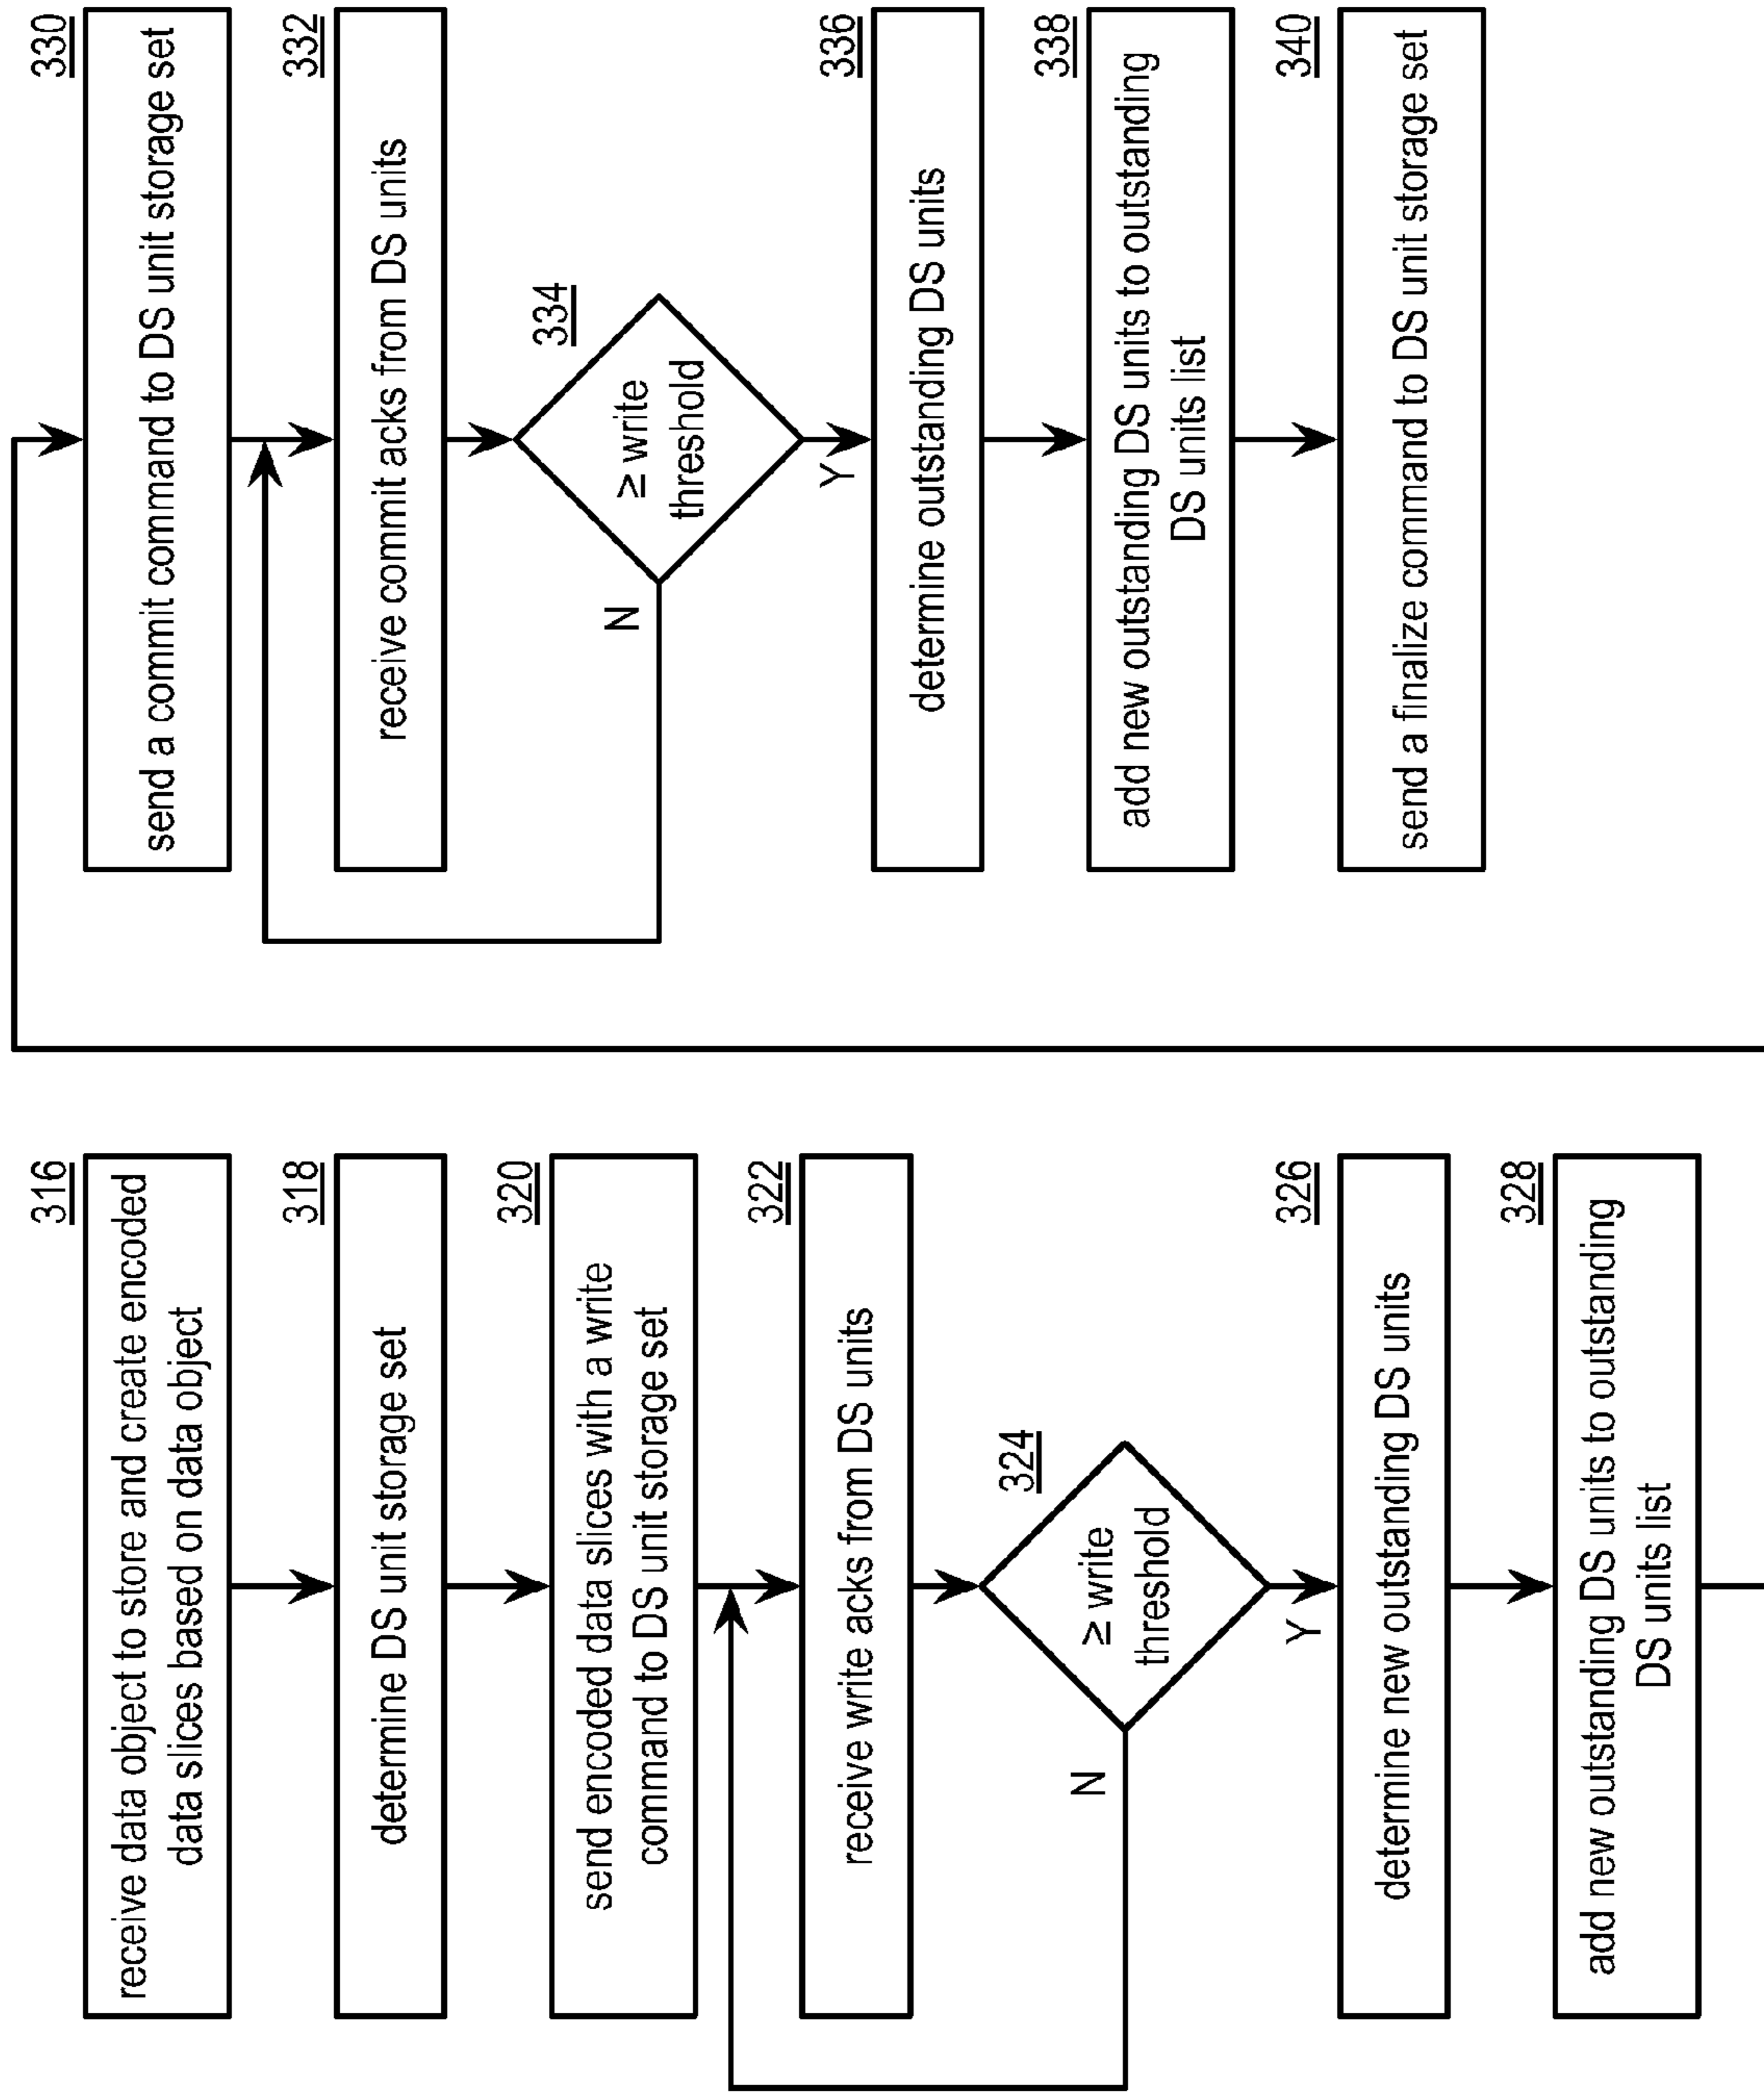 316
receive data object to store and create encoded
data slices based on data object
318
determine DS unit storage set
320
send encoded data slices with a write
command to DS unit storage set
322
receive write acks from DS units
324
≥ write
threshold
N
Y
326
determine new outstanding DS units
328
add new outstanding DS units to outstanding
DS units list
330
send a commit command to DS unit storage set
332
receive commit acks from DS units
334
≥ write
threshold
N
Y
336
determine outstanding DS units
338
add new outstanding DS units to outstanding
DS units list
340
send a finalize command to DS unit storage set